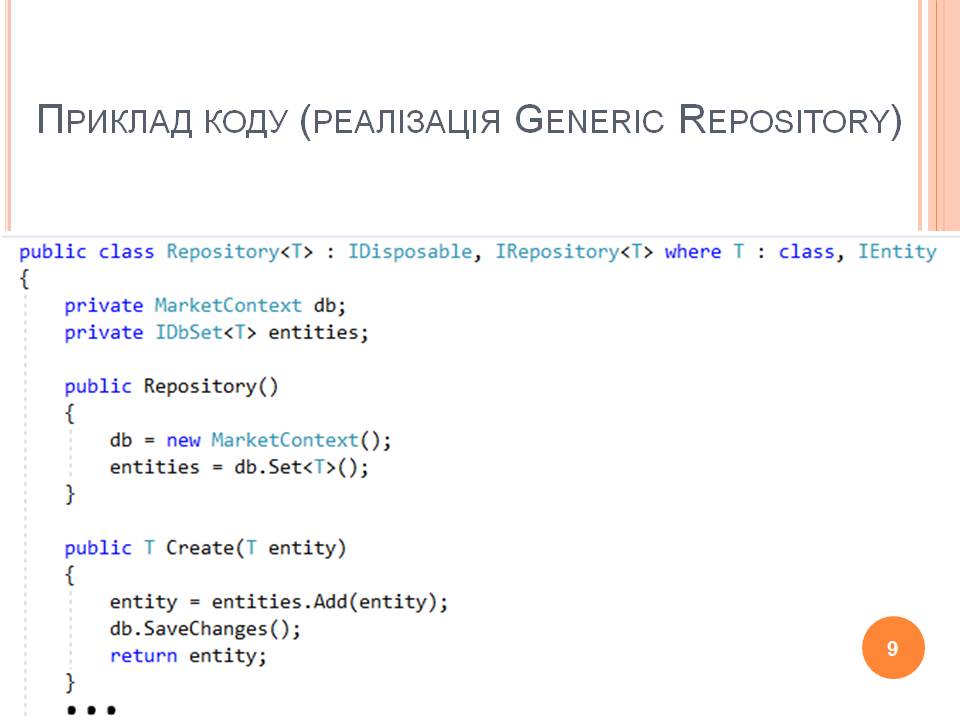 Приклад коду (реалізація Generic Repository)
public class Repository<T> : IDisposable, IRepository<T> where T : class, IEntity
{
private MarketContext db;
private IDbSet<T> entities;
public Repository()
{
db = new MarketContext();
entities = db.Set<T>();
}
public T Create(T entity)
{
entity = entities.Add(entity);
db.SaveChanges();
return entity;
}
...
9